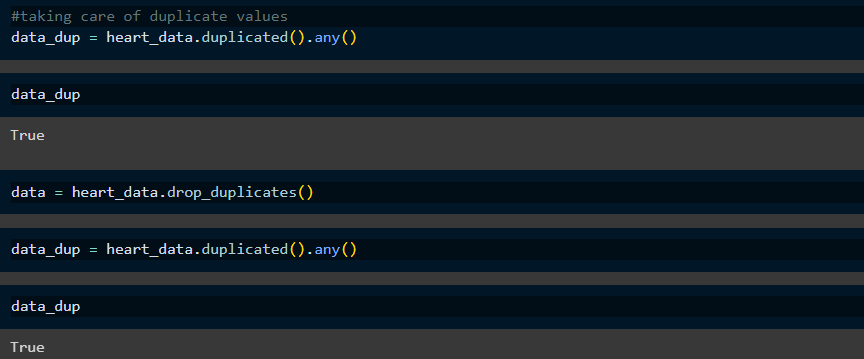 #taking care of duplicate values
data_dup = heart_data.duplicated().any()
data_dup
True
data = heart_data.drop_duplicates()
data_dup = heart_data.duplicated().any()
data_dup
True